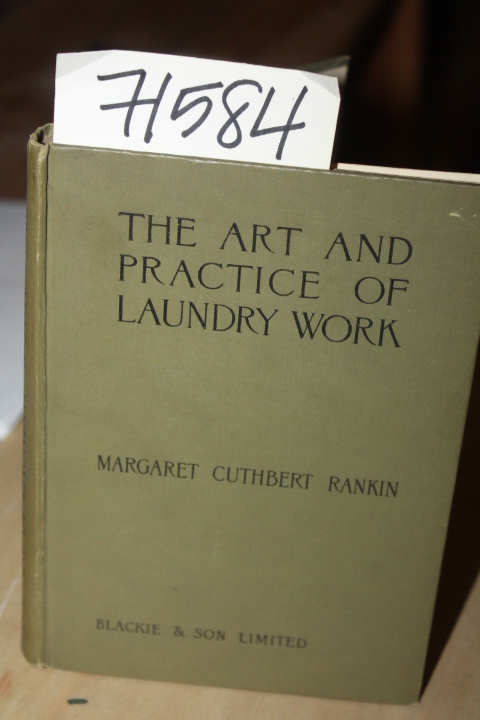 71584
THE ART AND
PRACTICE OF
LAUNDRY WORK
MARGARET CUTHBERT RANKIN
BLACKIE & SON LIMITED